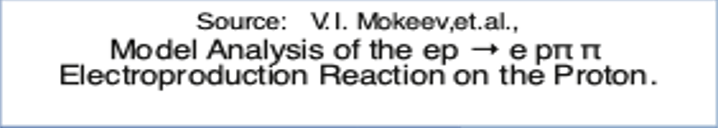 Source: V.I. Mokeev,et.al.,
Model Analysis of the ep → e pπ π
Electroproduction Reaction on the Proton.